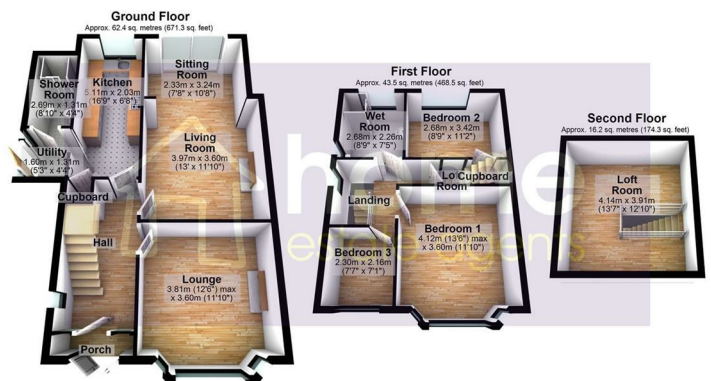 Ground Floor
Approx. 62.4 sq. metres (671.3 sq. feet)
Shower
Room
2.69m x 1.31m
(8'10" x 4'4")
Kitchen
5.11m x 2.03m
(16'9" x 6'8")
Sitting
Room
2.33m x 3.24m
(7'8" x 10'8")
Living
Room
3.97m x 3.60m
(13' x 11'10")
Utility
1.60m x 1.31m
(5'3" x 4'4")
Cupboard
Hall
Lounge
3.81m (12'6") max
x 3.60m (11'10")
Porch
First Floor
Approx. 43.5 sq. metres (468.5 sq. feet)
Wet
Room
2.68m x 2.26m
(8'9" x 7'5")
Bedroom 2
2.68m x 3.42m
(8'9" x 11'2")
Cupboard
Room
Landing
Bedroom 1
4.12m (13'6") max
x 3.60m (11'10")
Bedroom 3
2.30m x 2.16m
(7'7" x 7'1")
Second Floor
Approx. 16.2 sq. metres (174.3 sq. feet)
Loft
Room
4.14m x 3.91m
(13'7" x 12'10")
home
estate agents